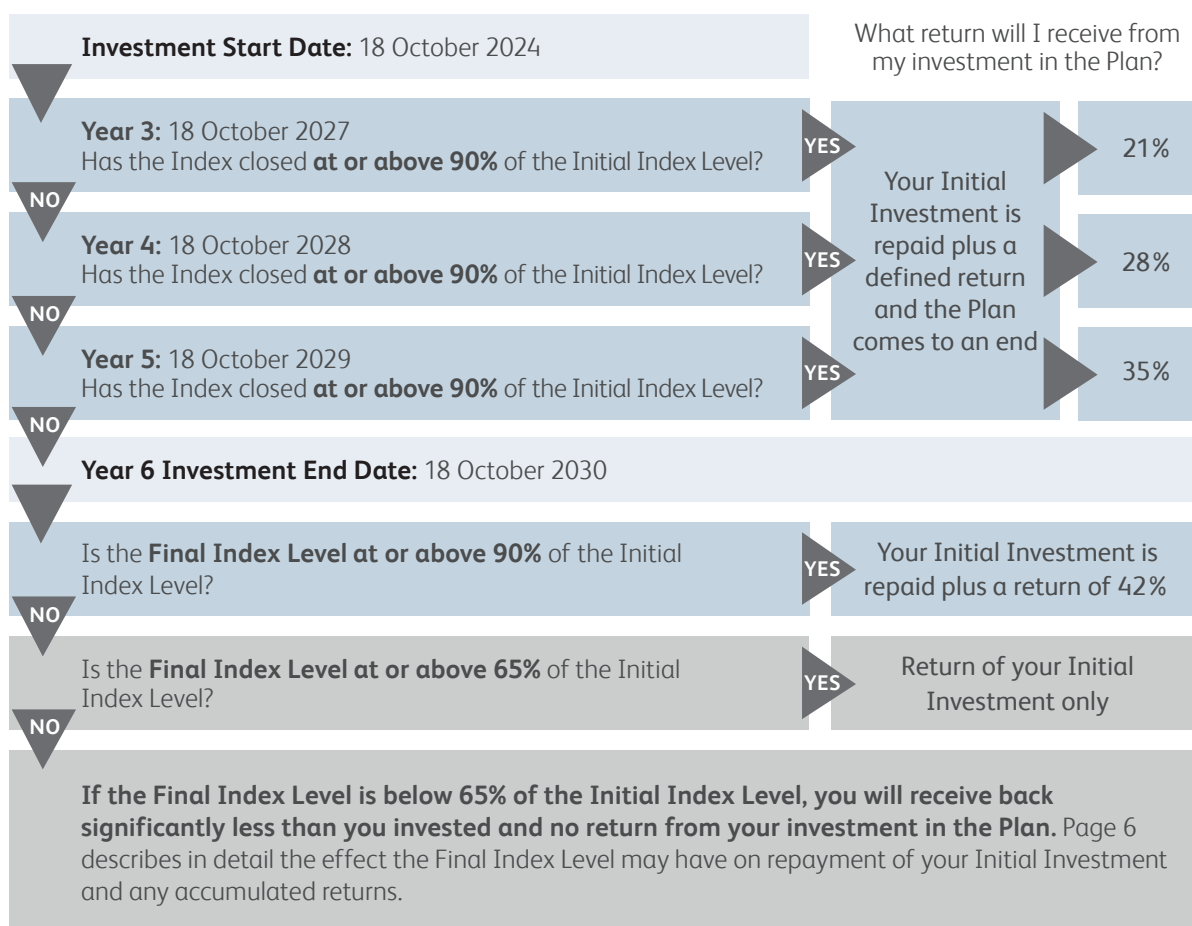 Investment Start Date: 18 October 2024
What return will I receive from
my investment in the Plan?
Year 3: 18 October 2027
Has the Index closed at or above 90% of the Initial Index Level?
YES
21%
NO
Year 4: 18 October 2028
Has the Index closed at or above 90% of the Initial Index Level?
YES
28%
NO
Year 5: 18 October 2029
Has the Index closed at or above 90% of the Initial Index Level?
YES
35%
Your Initial
Investment is
repaid plus a
defined return
and the Plan
comes to an end
NO
Year 6 Investment End Date: 18 October 2030
Is the Final Index Level at or above 90% of the Initial
Index Level?
YES
Your Initial Investment is
repaid plus a return of 42%
NO
Is the Final Index Level at or above 65% of the Initial
Index Level?
YES
Return of your Initial
Investment only
NO
If the Final Index Level is below 65% of the Initial Index Level, you will receive back
significantly less than you invested and no return from your investment in the Plan. Page 6
describes in detail the effect the Final Index Level may have on repayment of your Initial Investment
and any accumulated returns.